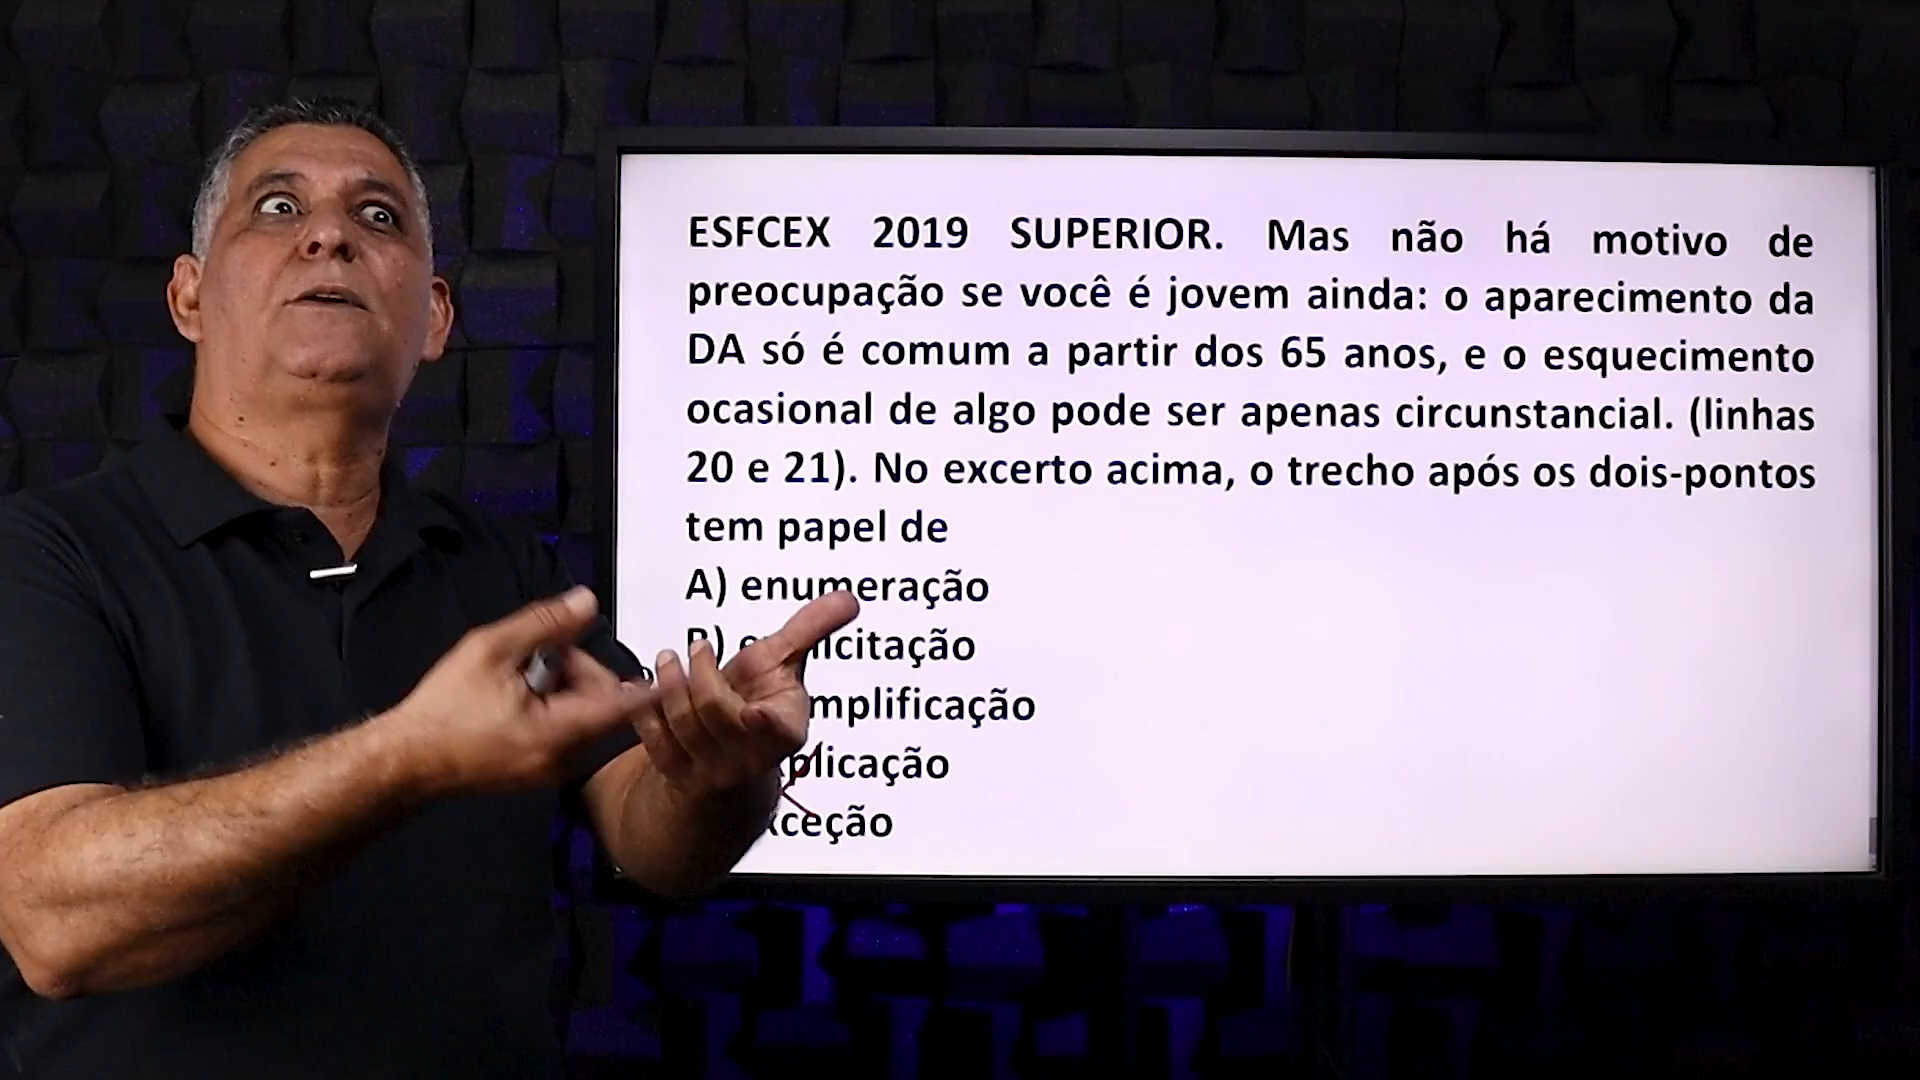 ESFCEX 2019 SUPERIOR. Mas não há motivo de
preocupação se você é jovem ainda: o aparecimento da
DA só é comum a partir dos 65 anos, e o esquecimento
ocasional de algo pode ser apenas circunstancial. (linhas
20 e 21). No excerto acima, o trecho após os dois-pontos
tem papel de
A) enumeração
icitação
mplificação
plicação
xceção